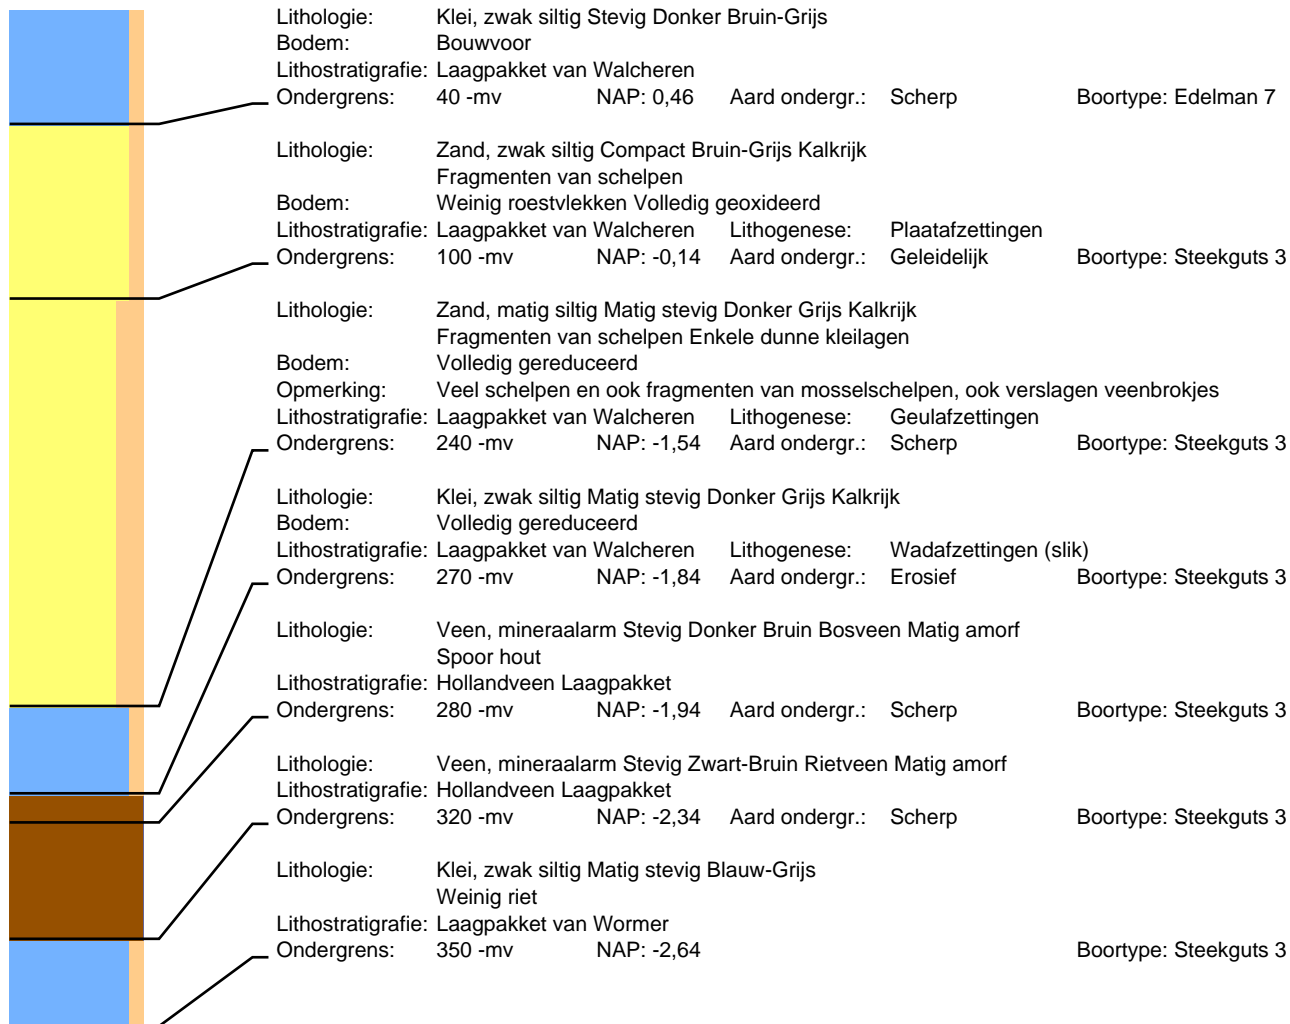 Lithologie: Klei, zwak siltig Stevig Donker Bruin-Grijs
Bodem: Bouwvoor
Lithostratigrafie: Laagpakket van Walcheren
Ondergrens: 40 -mv NAP: 0,46 Aard ondergr.: Scherp Boortype: Edelman 7
Lithologie: Zand, zwak siltig Compact Bruin-Grijs Kalkrijk
Fragmenten van schelpen
Bodem: Weinig roestvlekken Volledig geoxideerd
Lithostratigrafie: Laagpakket van Walcheren Lithogenese: Plaatafzettingen
Ondergrens: 100 -mv NAP: -0,14 Aard ondergr.: Geleidelijk Boortype: Steekguts 3
Lithologie: Zand, matig siltig Matig stevig Donker Grijs Kalkrijk
Fragmenten van schelpen Enkele dunne kleilagen
Bodem: Volledig gereduceerd
Opmerking: Veel schelpen en ook fragmenten van mosselschelpen, ook verslagen veenbrokjes
Lithostratigrafie: Laagpakket van Walcheren Lithogenese: Geulafzettingen
Ondergrens: 240 -mv NAP: -1,54 Aard ondergr.: Scherp Boortype: Steekguts 3
Lithologie: Klei, zwak siltig Matig stevig Donker Grijs Kalkrijk
Bodem: Volledig gereduceerd
Lithostratigrafie: Laagpakket van Walcheren Lithogenese: Wadafzettingen (slik)
Ondergrens: 270 -mv NAP: -1,84 Aard ondergr.: Erosief Boortype: Steekguts 3
Lithologie: Veen, mineraalarm Stevig Donker Bruin Bosveen Matig amorf
Spoor hout
Lithostratigrafie: Hollandveen Laagpakket
Ondergrens: 280 -mv NAP: -1,94 Aard ondergr.: Scherp Boortype: Steekguts 3
Lithologie: Veen, mineraalarm Stevig Zwart-Bruin Rietveen Matig amorf
Lithostratigrafie: Hollandveen Laagpakket
Ondergrens: 320 -mv NAP: -2,34 Aard ondergr.: Scherp Boortype: Steekguts 3
Lithologie: Klei, zwak siltig Matig stevig Blauw-Grijs
Weinig riet
Lithostratigrafie: Laagpakket van Wormer
Ondergrens: 350 -mv NAP: -2,64 Boortype: Steekguts 3